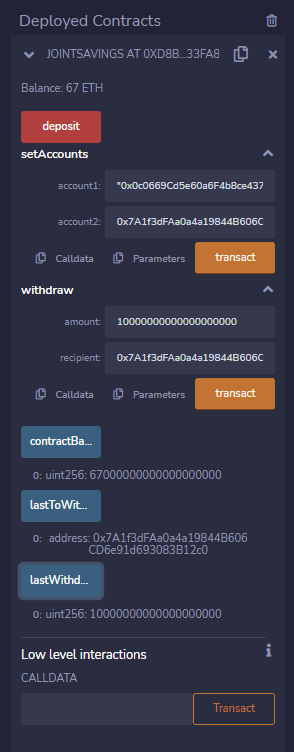 Deployed Contracts
JOINTSAVINGS AT 0XD8B...33FA8
Balance: 67 ETH
deposit
setAccounts
account1: "0x0c0669Cd5e60a6F4b8ce437
account2: 0x7A1f3dFAa0a4a19844B606C
Calldata Parameters transact
withdraw
amount: 10000000000000000000
recipient: 0x7A1f3dFAa0a4a19844B606C
Calldata Parameters transact
contractBa...
0: uint256: 67000000000000000000
lastToWit...
0: address: 0x7A1f3dFAa0a4a19844B606
CD6e91d693083B12c0
lastWithd...
0: uint256: 10000000000000000000
Low level interactions
CALLDATA
Transact